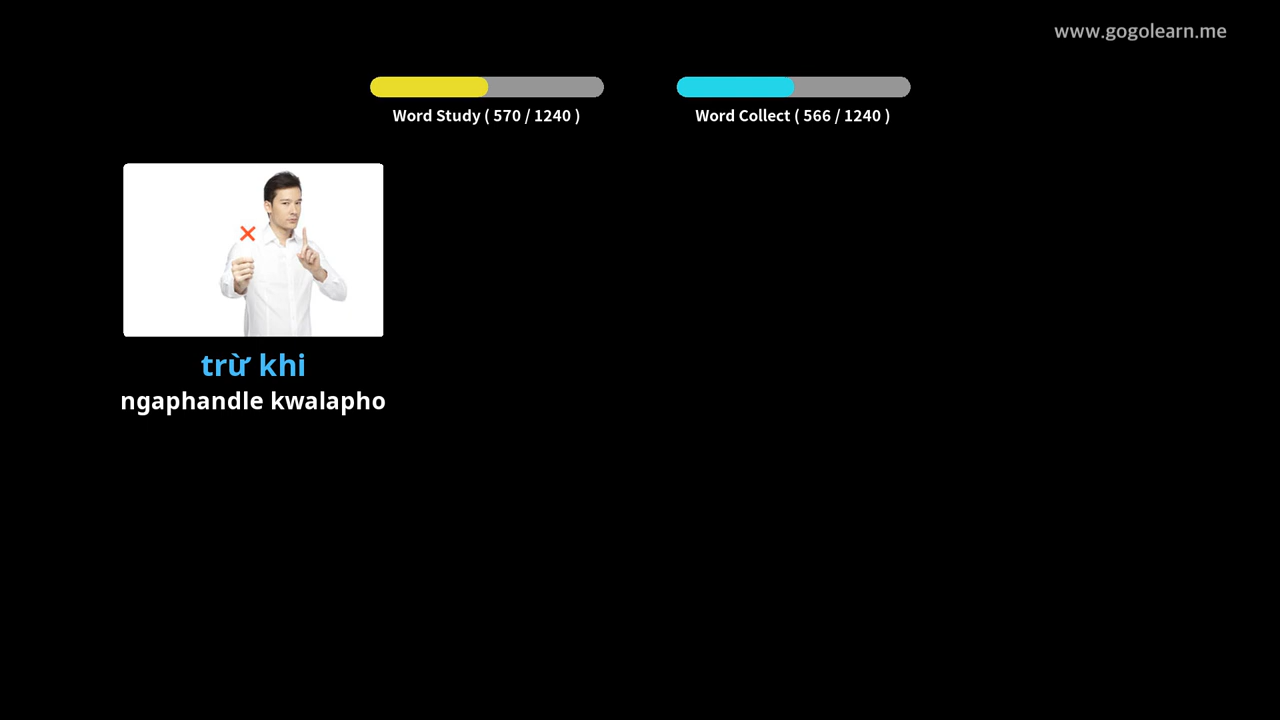 www.gogolearn.me
Word Study ( 570 / 1240 )
Word Collect ( 566 / 1240 )
trừ khi
ngaphandle kwalapho